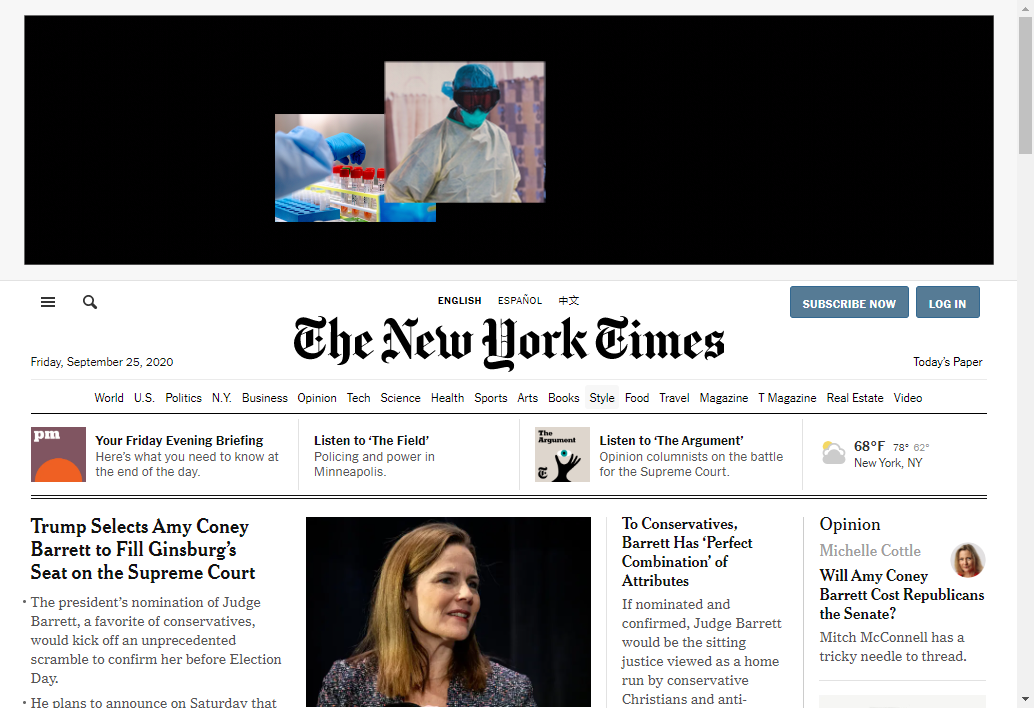 ENGLISH ESPAÑOL 中文
SUBSCRIBE NOW LOG IN
The New York Times
Friday, September 25, 2020
Today's Paper
World U.S. Politics N.Y. Business Opinion Tech Science Health Sports Arts Books Style Food Travel Magazine T Magazine Real Estate Video
pm
Your Friday Evening Briefing
Here's what you need to know at
the end of the day.
Listen to ‘The Field’
Policing and power in
Minneapolis.
The
Argument
Listen to ‘The Argument’
Opinion columnists on the battle
for the Supreme Court.
68°F 78° 62°
New York, NY
Trump Selects Amy Coney
Barrett to Fill Ginsburg’s
Seat on the Supreme Court
• The president’s nomination of Judge
Barrett, a favorite of conservatives,
would kick off an unprecedented
scramble to confirm her before Election
Day.
• He plans to announce on Saturday that
To Conservatives,
Barrett Has ‘Perfect
Combination’ of
Attributes
If nominated and
confirmed, Judge Barrett
would be the sitting
justice viewed as a home
run by conservative
Christians and anti-
Opinion
Michelle Cottle
Will Amy Coney
Barrett Cost Republicans
the Senate?
Mitch McConnell has a
tricky needle to thread.